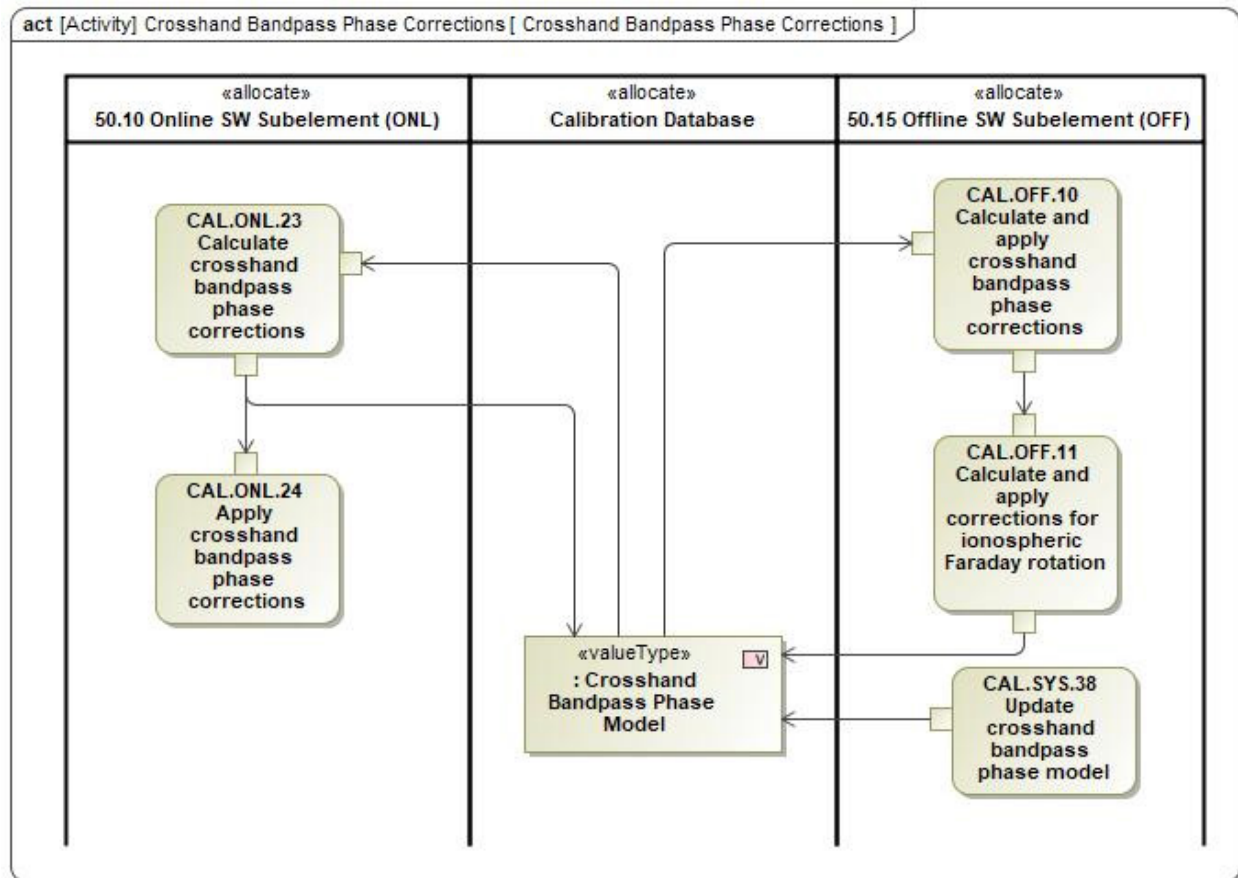 act [Activity] Crosshand Bandpass Phase Corrections [ Crosshand Bandpass Phase Corrections ]
«allocate»
50.10 Online SW Subelement (ONL)
«allocate»
Calibration Database
«allocate»
50.15 Offline SW Subelement (OFF)
CAL.ONL.23
Calculate
crosshand
bandpass
phase
corrections
CAL.ONL.24
Apply
crosshand
bandpass
phase
corrections
«valueType»
V
: Crosshand
Bandpass Phase
Model
CAL.OFF.10
Calculate and
apply
crosshand
bandpass
phase
corrections
CAL.OFF.11
Calculate and
apply
corrections for
ionospheric
Faraday rotation
CAL.SYS.38
Update
crosshand
bandpass
phase model